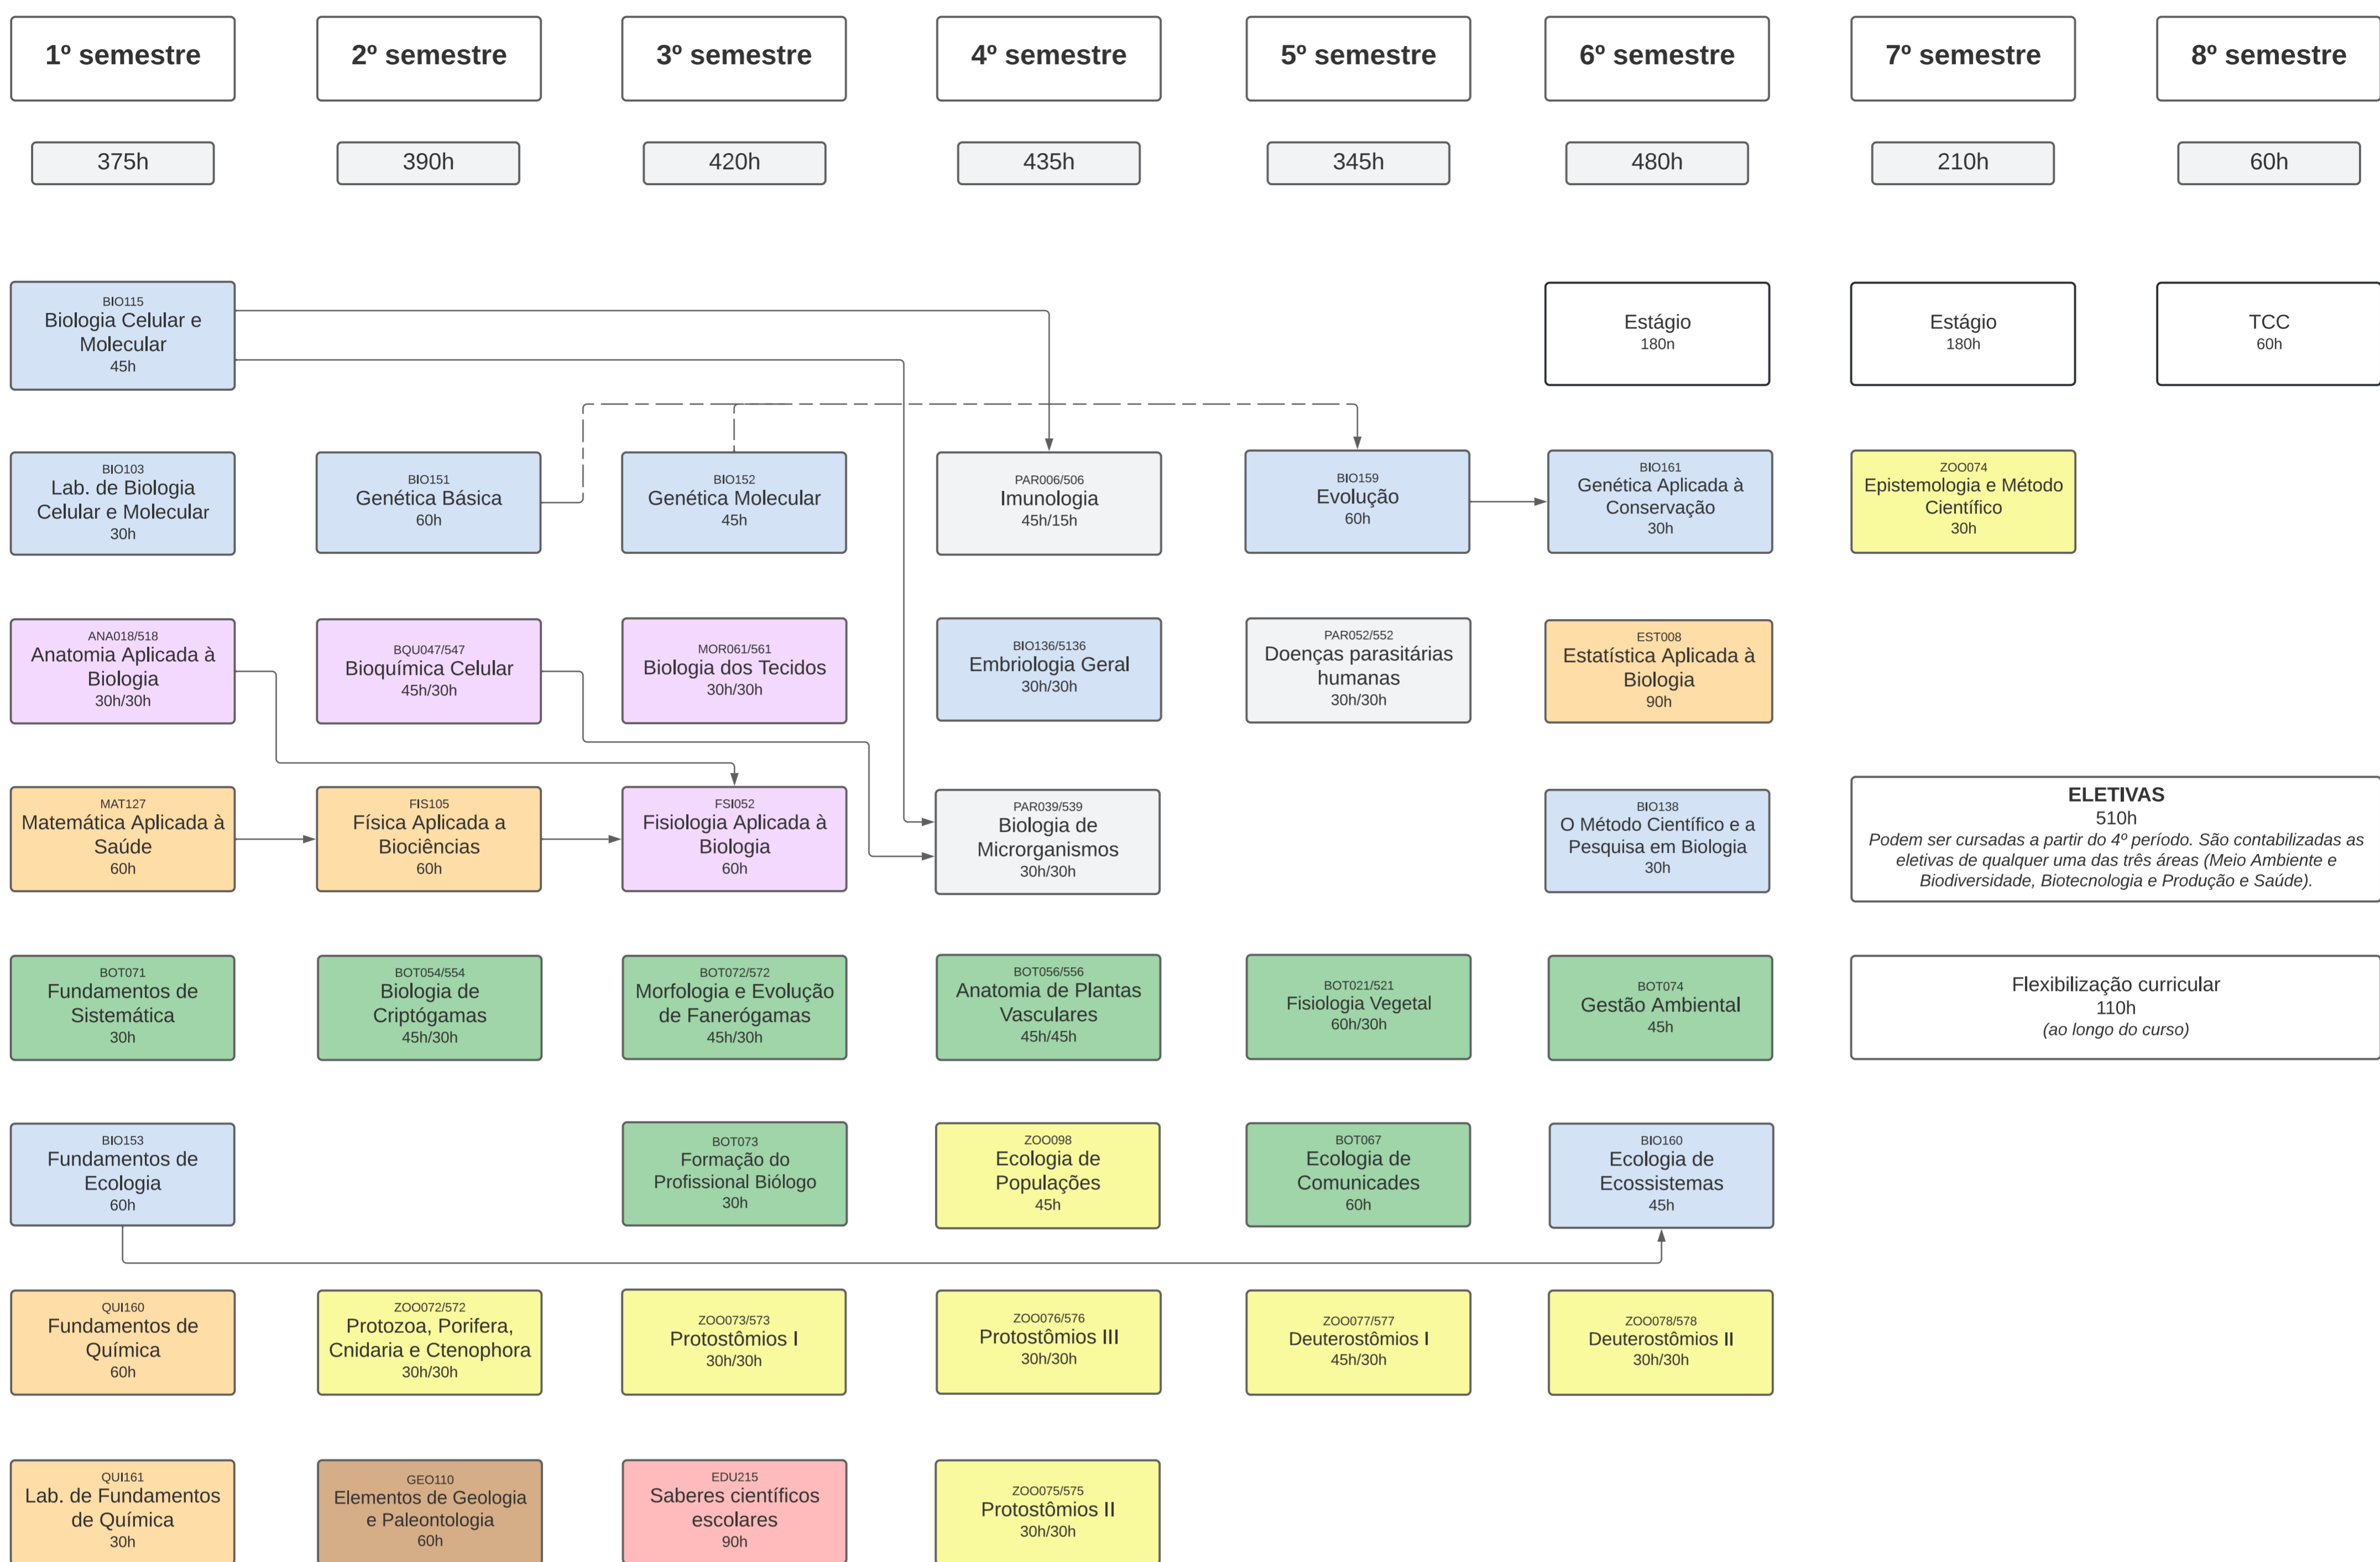 1º semestre
2º semestre
3º semestre
4º semestre
5º semestre
6º semestre
7º semestre
8º semestre
375h
390h
420h
435h
345h
480h
210h
60h
BIO115
Biologia Celular e
Molecular
45h
Estágio
180n
Estágio
180h
TCC
60h
BIO103
Lab. de Biologia
Celular e Molecular
30h
BIO151
Genética Básica
60h
BIO152
Genética Molecular
45h
PAR006/506
Imunologia
45h/15h
BIO159
Evolução
60h
BIO161
Genética Aplicada à
Conservação
30h
ZOO074
Epistemologia e Método
Científico
30h
ANA018/518
Anatomia Aplicada à
Biologia
30h/30h
BQU047/547
Bioquímica Celular
45h/30h
MOR061/561
Biologia dos Tecidos
30h/30h
BIO136/5136
Embriologia Geral
30h/30h
PAR052/552
Doenças parasitárias
humanas
30h/30h
EST008
Estatística Aplicada à
Biologia
90h
MAT127
Matemática Aplicada à
Saúde
60h
FIS105
Física Aplicada a
Biociências
60h
FSI052
Fisiologia Aplicada à
Biologia
60h
PAR039/539
Biologia de
Microrganismos
30h/30h
BIO138
O Método Científico e a
Pesquisa em Biologia
30h
ELETIVAS
510h
Podem ser cursadas a partir do 4º período. São contabilizadas as
eletivas de qualquer uma das três áreas (Meio Ambiente e
Biodiversidade, Biotecnologia e Produção e Saúde).
BOT071
Fundamentos de
Sistemática
30h
BOT054/554
Biologia de
Criptógamas
45h/30h
BOT072/572
Morfologia e Evolução
de Fanerógamas
45h/30h
BOT056/556
Anatomia de Plantas
Vasculares
45h/45h
BOT021/521
Fisiologia Vegetal
60h/30h
BOT074
Gestão Ambiental
45h
Flexibilização curricular
110h
(ao longo do curso)
BIO153
Fundamentos de
Ecologia
60h
BOT073
Formação do
Profissional Biólogo
30h
ZOO098
Ecologia de
Populações
45h
BOT067
Ecologia de
Comunicades
60h
BIO160
Ecologia de
Ecossistemas
45h
QUI160
Fundamentos de
Química
60h
ZOO072/572
Protozoa, Porifera,
Cnidaria e Ctenophora
30h/30h
ZOO073/573
Protostômios I
30h/30h
ZOO076/576
Protostômios III
30h/30h
ZOO077/577
Deuterostômios I
45h/30h
ZOO078/578
Deuterostômios II
30h/30h
QUI161
Lab. de Fundamentos
de Química
30h
GEO110
Elementos de Geologia
e Paleontologia
60h
EDU215
Saberes científicos
escolares
90h
ZOO075/575
Protostômios II
30h/30h